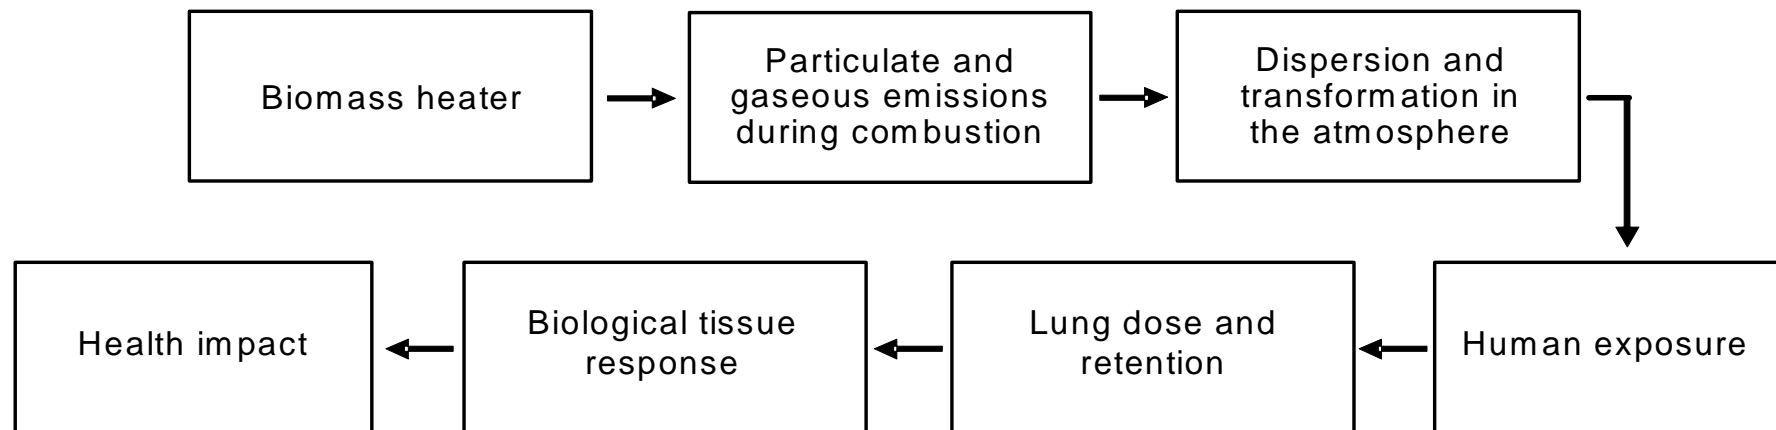 Biomass heater
Particulate and
gaseous emissions
during combustion
Dispersion and
transformation in
the atmosphere
Human exposure
Lung dose and
retention
Biological tissue
response
Health impact